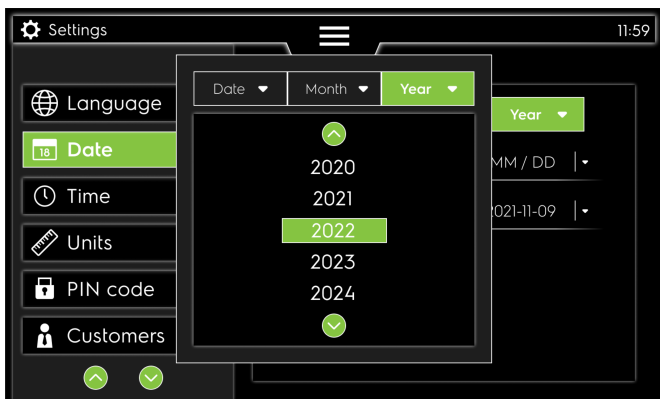 Settings
11:59
Date Month Year
Language
Year
18 Date
2020
MM / DD
Time
2021
2021-11-09
2022
Units
2023
PIN code
2024
Customers